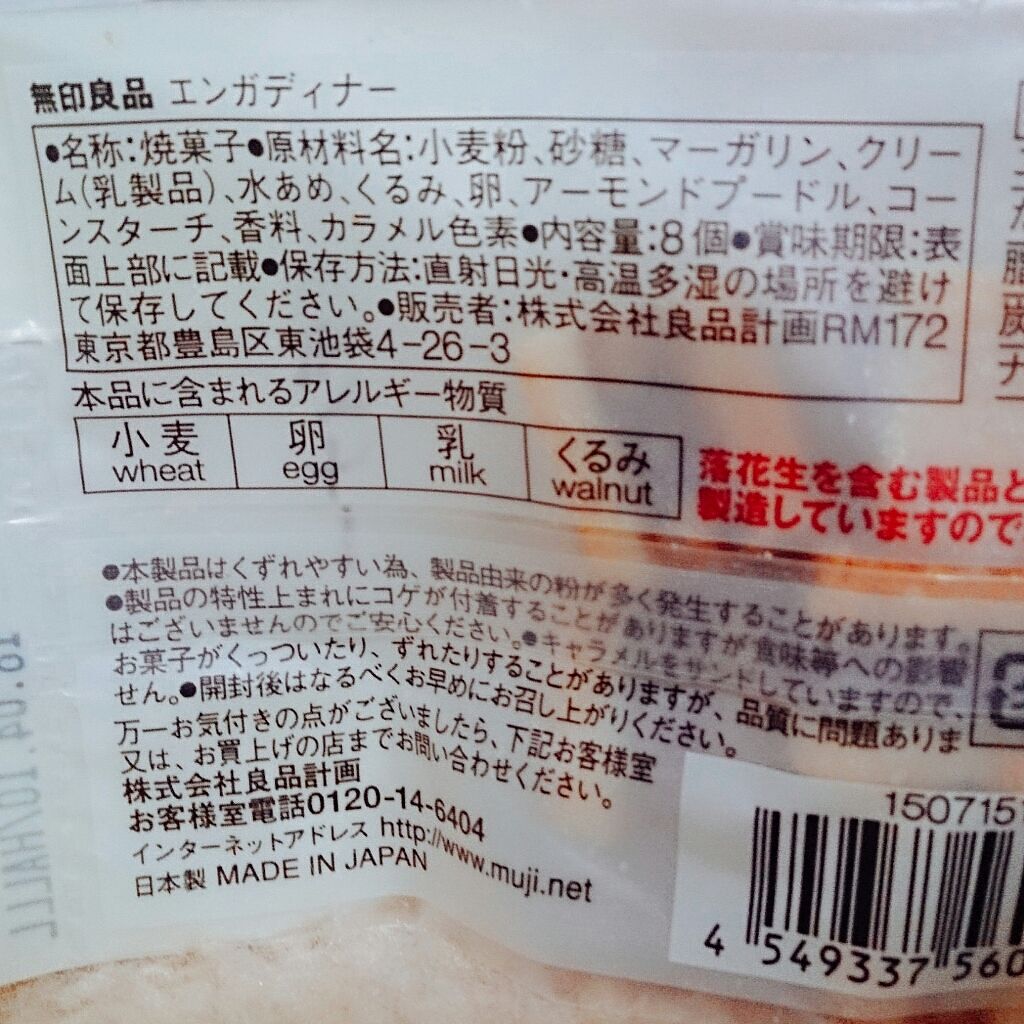 無印良品 エンガディナー
●名称:焼菓子●原材料名:小麦粉、砂糖、マーガリン、クリー
ム(乳製品)、水あめ、くるみ、卵、アーモンドプードル、コー
ンスターチ、香料、カラメル色素●内容量:8個●賞味期限:表
面上部に記載●保存方法:直射日光・高温多湿の場所を避け
て保存してください。●販売者:株式会社良品計画RM172
東京都豊島区東池袋4-26-3
本品に含まれるアレルギー物質
小麦 卵 乳 くるみ
wheat egg milk walnut
落花生を含む製品と
製造していますので
●本製品はくずれやすい為、製品由来の粉が多く発生することがあります。
●製品の特性上まれにコゲが付着することがありますが食味等への影響
はございませんのでご安心ください。●キャラメルをサンドしていますので、
お菓子がくっついたり、ずれたりすることがありますが、品質に問題ありま
せん。●開封後はなるべくお早めにお召し上がりください。
万一お気付きの点がございましたら、下記お客様室
又は、お買上げの店までお問い合わせください。
株式会社良品計画
お客様室電話0120-14-6404
インターネットアドレス http://www.muji.net
日本製 MADE IN JAPAN
150715
4 549337 560